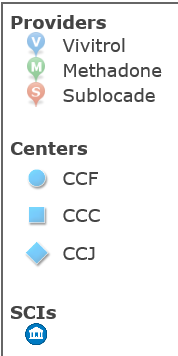 Providers
V Vivitrol
M Methadone
S Sublocade
Centers
CCF
CCC
CCJ
SCIs